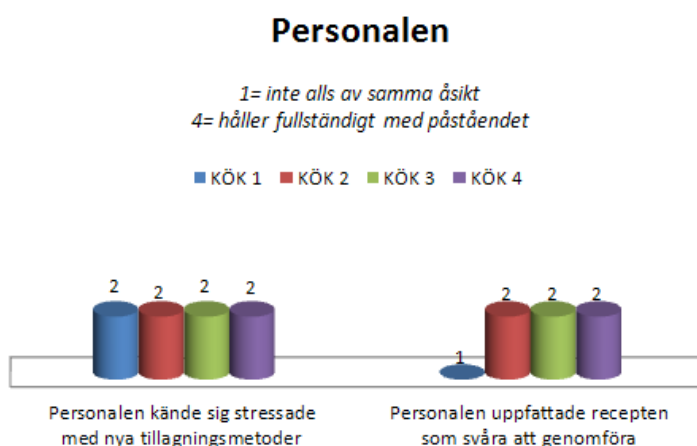 Personalen
1= inte alls av samma åsikt
4= håller fullständigt med påståendet
KÖK 1 KÖK 2 KÖK 3 KÖK 4
2 2 2 2 1 2 2 2
Personalen kände sig stressade
med nya tillagningsmetoder
Personalen uppfattade recepten
som svåra att genomföra